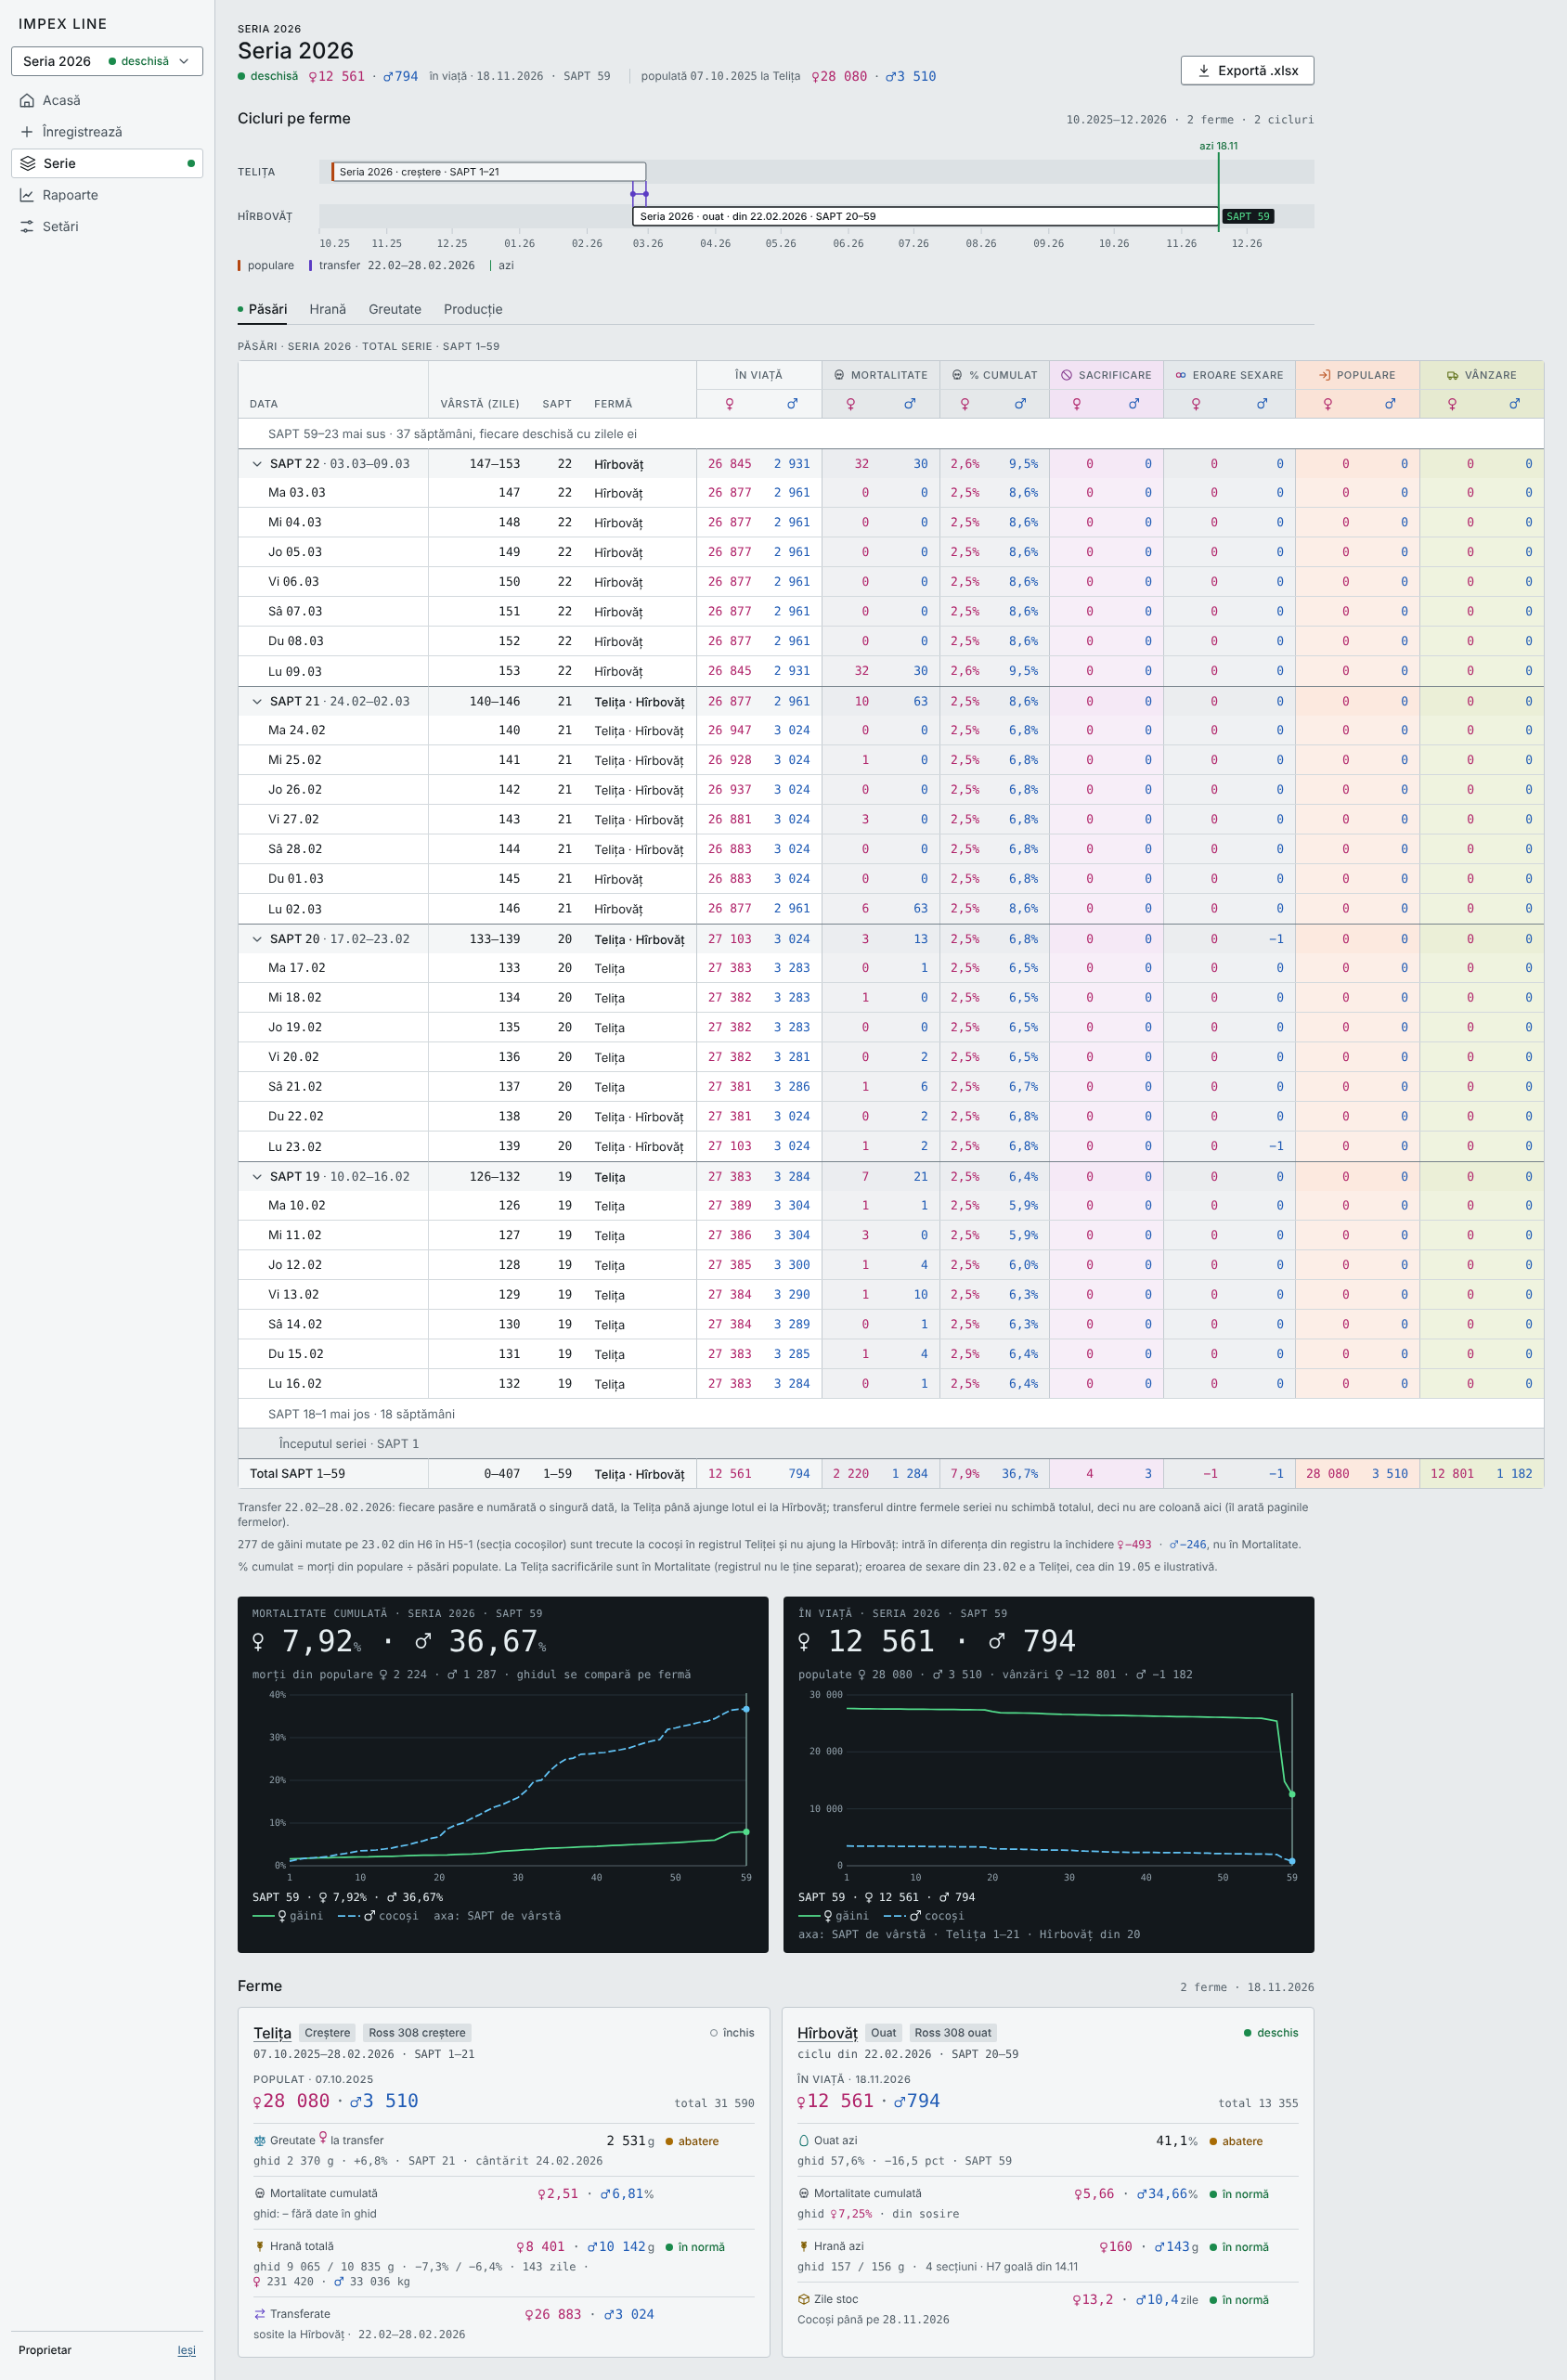 IMPEX LINE
Seria 2026 deschisă
Acasă
Înregistrează
Serie
Rapoarte
Setări
Proprietar Ieși
SERIA 2026
Seria 2026
deschisă ♀12 561 · ♂794 în viață · 18.11.2026 · SAPT 59 populată 07.10.2025 la Telița ♀28 080 · ♂3 510
Exportă .xlsx
Cicluri pe ferme 10.2025–12.2026 · 2 ferme · 2 cicluri
azi 18.11
TELIȚA Seria 2026 · creștere · SAPT 1–21
HÎRBOVĂȚ Seria 2026 · ouat · din 22.02.2026 · SAPT 20–59 SAPT 59
10.25 11.25 12.25 01.26 02.26 03.26 04.26 05.26 06.26 07.26 08.26 09.26 10.26 11.26 12.26
populare transfer 22.02–28.02.2026 azi
Păsări Hrană Greutate Producție
PĂSĂRI · SERIA 2026 · TOTAL SERIE · SAPT 1–59
ÎN VIAȚĂ MORTALITATE % CUMULAT SACRIFICARE EROARE SEXARE POPULARE VÂNZARE
DATA VÂRSTĂ (ZILE) SAPT FERMĂ ♀ ♂ ♀ ♂ ♀ ♂ ♀ ♂ ♀ ♂ ♀ ♂ ♀ ♂
SAPT 59–23 mai sus · 37 săptămâni, fiecare deschisă cu zilele ei
SAPT 22 · 03.03–09.03 147–153 22 Hîrbovăț 26 845 2 931 32 30 2,6% 9,5% 0 0 0 0 0 0 0 0
Ma 03.03 147 22 Hîrbovăț 26 877 2 961 0 0 2,5% 8,6% 0 0 0 0 0 0 0 0
Mi 04.03 148 22 Hîrbovăț 26 877 2 961 0 0 2,5% 8,6% 0 0 0 0 0 0 0 0
Jo 05.03 149 22 Hîrbovăț 26 877 2 961 0 0 2,5% 8,6% 0 0 0 0 0 0 0 0
Vi 06.03 150 22 Hîrbovăț 26 877 2 961 0 0 2,5% 8,6% 0 0 0 0 0 0 0 0
Sâ 07.03 151 22 Hîrbovăț 26 877 2 961 0 0 2,5% 8,6% 0 0 0 0 0 0 0 0
Du 08.03 152 22 Hîrbovăț 26 877 2 961 0 0 2,5% 8,6% 0 0 0 0 0 0 0 0
Lu 09.03 153 22 Hîrbovăț 26 845 2 931 32 30 2,6% 9,5% 0 0 0 0 0 0 0 0
SAPT 21 · 24.02–02.03 140–146 21 Telița · Hîrbovăț 26 877 2 961 10 63 2,5% 8,6% 0 0 0 0 0 0 0 0
Ma 24.02 140 21 Telița · Hîrbovăț 26 947 3 024 0 0 2,5% 6,8% 0 0 0 0 0 0 0 0
Mi 25.02 141 21 Telița · Hîrbovăț 26 928 3 024 1 0 2,5% 6,8% 0 0 0 0 0 0 0 0
Jo 26.02 142 21 Telița · Hîrbovăț 26 937 3 024 0 0 2,5% 6,8% 0 0 0 0 0 0 0 0
Vi 27.02 143 21 Telița · Hîrbovăț 26 881 3 024 3 0 2,5% 6,8% 0 0 0 0 0 0 0 0
Sâ 28.02 144 21 Telița · Hîrbovăț 26 883 3 024 0 0 2,5% 6,8% 0 0 0 0 0 0 0 0
Du 01.03 145 21 Hîrbovăț 26 883 3 024 0 0 2,5% 6,8% 0 0 0 0 0 0 0 0
Lu 02.03 146 21 Hîrbovăț 26 877 2 961 6 63 2,5% 8,6% 0 0 0 0 0 0 0 0
SAPT 20 · 17.02–23.02 133–139 20 Telița · Hîrbovăț 27 103 3 024 3 13 2,5% 6,8% 0 0 0 −1 0 0 0 0
Ma 17.02 133 20 Telița 27 383 3 283 0 1 2,5% 6,5% 0 0 0 0 0 0 0 0
Mi 18.02 134 20 Telița 27 382 3 283 1 0 2,5% 6,5% 0 0 0 0 0 0 0 0
Jo 19.02 135 20 Telița 27 382 3 283 0 0 2,5% 6,5% 0 0 0 0 0 0 0 0
Vi 20.02 136 20 Telița 27 382 3 281 0 2 2,5% 6,5% 0 0 0 0 0 0 0 0
Sâ 21.02 137 20 Telița 27 381 3 286 1 6 2,5% 6,7% 0 0 0 0 0 0 0 0
Du 22.02 138 20 Telița · Hîrbovăț 27 381 3 024 0 2 2,5% 6,8% 0 0 0 0 0 0 0 0
Lu 23.02 139 20 Telița · Hîrbovăț 27 103 3 024 1 2 2,5% 6,8% 0 0 0 −1 0 0 0 0
SAPT 19 · 10.02–16.02 126–132 19 Telița 27 383 3 284 7 21 2,5% 6,4% 0 0 0 0 0 0 0 0
Ma 10.02 126 19 Telița 27 389 3 304 1 1 2,5% 5,9% 0 0 0 0 0 0 0 0
Mi 11.02 127 19 Telița 27 386 3 304 3 0 2,5% 5,9% 0 0 0 0 0 0 0 0
Jo 12.02 128 19 Telița 27 385 3 300 1 4 2,5% 6,0% 0 0 0 0 0 0 0 0
Vi 13.02 129 19 Telița 27 384 3 290 1 10 2,5% 6,3% 0 0 0 0 0 0 0 0
Sâ 14.02 130 19 Telița 27 384 3 289 0 1 2,5% 6,3% 0 0 0 0 0 0 0 0
Du 15.02 131 19 Telița 27 383 3 285 1 4 2,5% 6,4% 0 0 0 0 0 0 0 0
Lu 16.02 132 19 Telița 27 383 3 284 0 1 2,5% 6,4% 0 0 0 0 0 0 0 0
SAPT 18–1 mai jos · 18 săptămâni
Începutul seriei · SAPT 1
Total SAPT 1–59 0–407 1–59 Telița · Hîrbovăț 12 561 794 2 220 1 284 7,9% 36,7% 4 3 −1 −1 28 080 3 510 12 801 1 182
Transfer 22.02–28.02.2026: fiecare pasăre e numărată o singură dată, la Telița până ajunge lotul ei la Hîrbovăț; transferul dintre fermele seriei nu schimbă totalul, deci nu are coloană aici (îl arată paginile
fermelor).
277 de găini mutate pe 23.02 din H6 în H5-1 (secția cocoșilor) sunt trecute la cocoși în registrul Teliței și nu ajung la Hîrbovăț: intră în diferența din registru la închidere ♀−493 · ♂−246, nu în Mortalitate.
% cumulat = morți din populare ÷ păsări populate. La Telița sacrificările sunt în Mortalitate (registrul nu le ține separat); eroarea de sexare din 23.02 e a Teliței, cea din 19.05 e ilustrativă.
MORTALITATE CUMULATĂ · SERIA 2026 · SAPT 59
♀ 7,92% · ♂ 36,67%
morți din populare ♀ 2 224 · ♂ 1 287 · ghidul se compară pe fermă
40%
30%
20%
10%
0%
1 10 20 30 40 50 59
SAPT 59 · ♀ 7,92% · ♂ 36,67%
♀ găini ♂ cocoși axa: SAPT de vârstă
ÎN VIAȚĂ · SERIA 2026 · SAPT 59
♀ 12 561 · ♂ 794
populate ♀ 28 080 · ♂ 3 510 · vânzări ♀ −12 801 · ♂ −1 182
30 000
20 000
10 000
0
1 10 20 30 40 50 59
SAPT 59 · ♀ 12 561 · ♂ 794
♀ găini ♂ cocoși
axa: SAPT de vârstă · Telița 1–21 · Hîrbovăț din 20
Ferme 2 ferme · 18.11.2026
Telița Creștere Ross 308 creștere închis
07.10.2025–28.02.2026 · SAPT 1–21
POPULAT · 07.10.2025
♀28 080 · ♂3 510 total 31 590
Greutate ♀ la transfer 2 531 g abatere
ghid 2 370 g · +6,8% · SAPT 21 · cântărit 24.02.2026
Mortalitate cumulată ♀2,51 · ♂6,81%
ghid: – fără date în ghid
Hrană totală ♀8 401 · ♂10 142 g în normă
ghid 9 065 / 10 835 g · −7,3% / −6,4% · 143 zile ·
♀ 231 420 · ♂ 33 036 kg
Transferate ♀26 883 · ♂3 024
sosite la Hîrbovăț · 22.02–28.02.2026
Hîrbovăț Ouat Ross 308 ouat deschis
ciclu din 22.02.2026 · SAPT 20–59
ÎN VIAȚĂ · 18.11.2026
♀12 561 · ♂794 total 13 355
Ouat azi 41,1% abatere
ghid 57,6% · −16,5 pct · SAPT 59
Mortalitate cumulată ♀5,66 · ♂34,66% în normă
ghid ♀7,25% · din sosire
Hrană azi ♀160 · ♂143 g în normă
ghid 157 / 156 g · 4 secțiuni · H7 goală din 14.11
Zile stoc ♀13,2 · ♂10,4 zile în normă
Cocoși până pe 28.11.2026